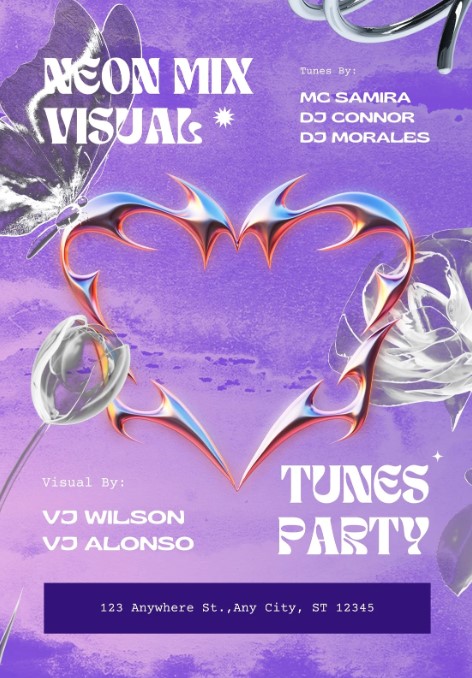 NEON MIX
VISUAL
Tunes By:
MC SAMIRA
DJ CONNOR
DJ MORALES
Visual By:
VJ WILSON
VJ ALONSO
TUNES
PARTY
123 Anywhere St.,Any City, ST 12345